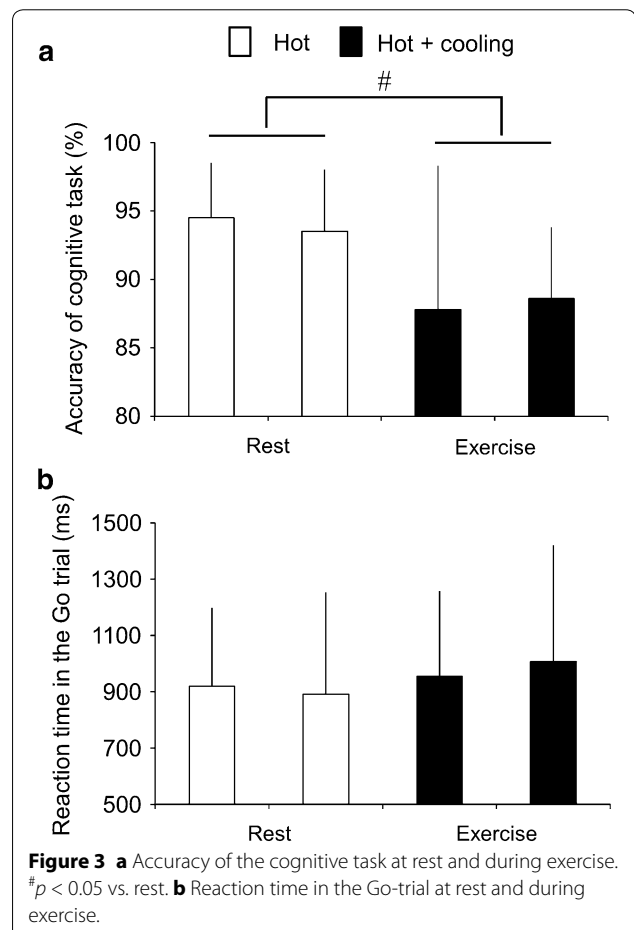 a
Hot Hot + cooling
#
Accuracy of cognitive task (%)
100
95
90
85
80
Rest Exercise
b
Reaction time in the Go trial (ms)
1500
1300
1100
900
700
500
Rest Exercise
Figure 3 a Accuracy of the cognitive task at rest and during exercise.
#p < 0.05 vs. rest. b Reaction time in the Go-trial at rest and during
exercise.